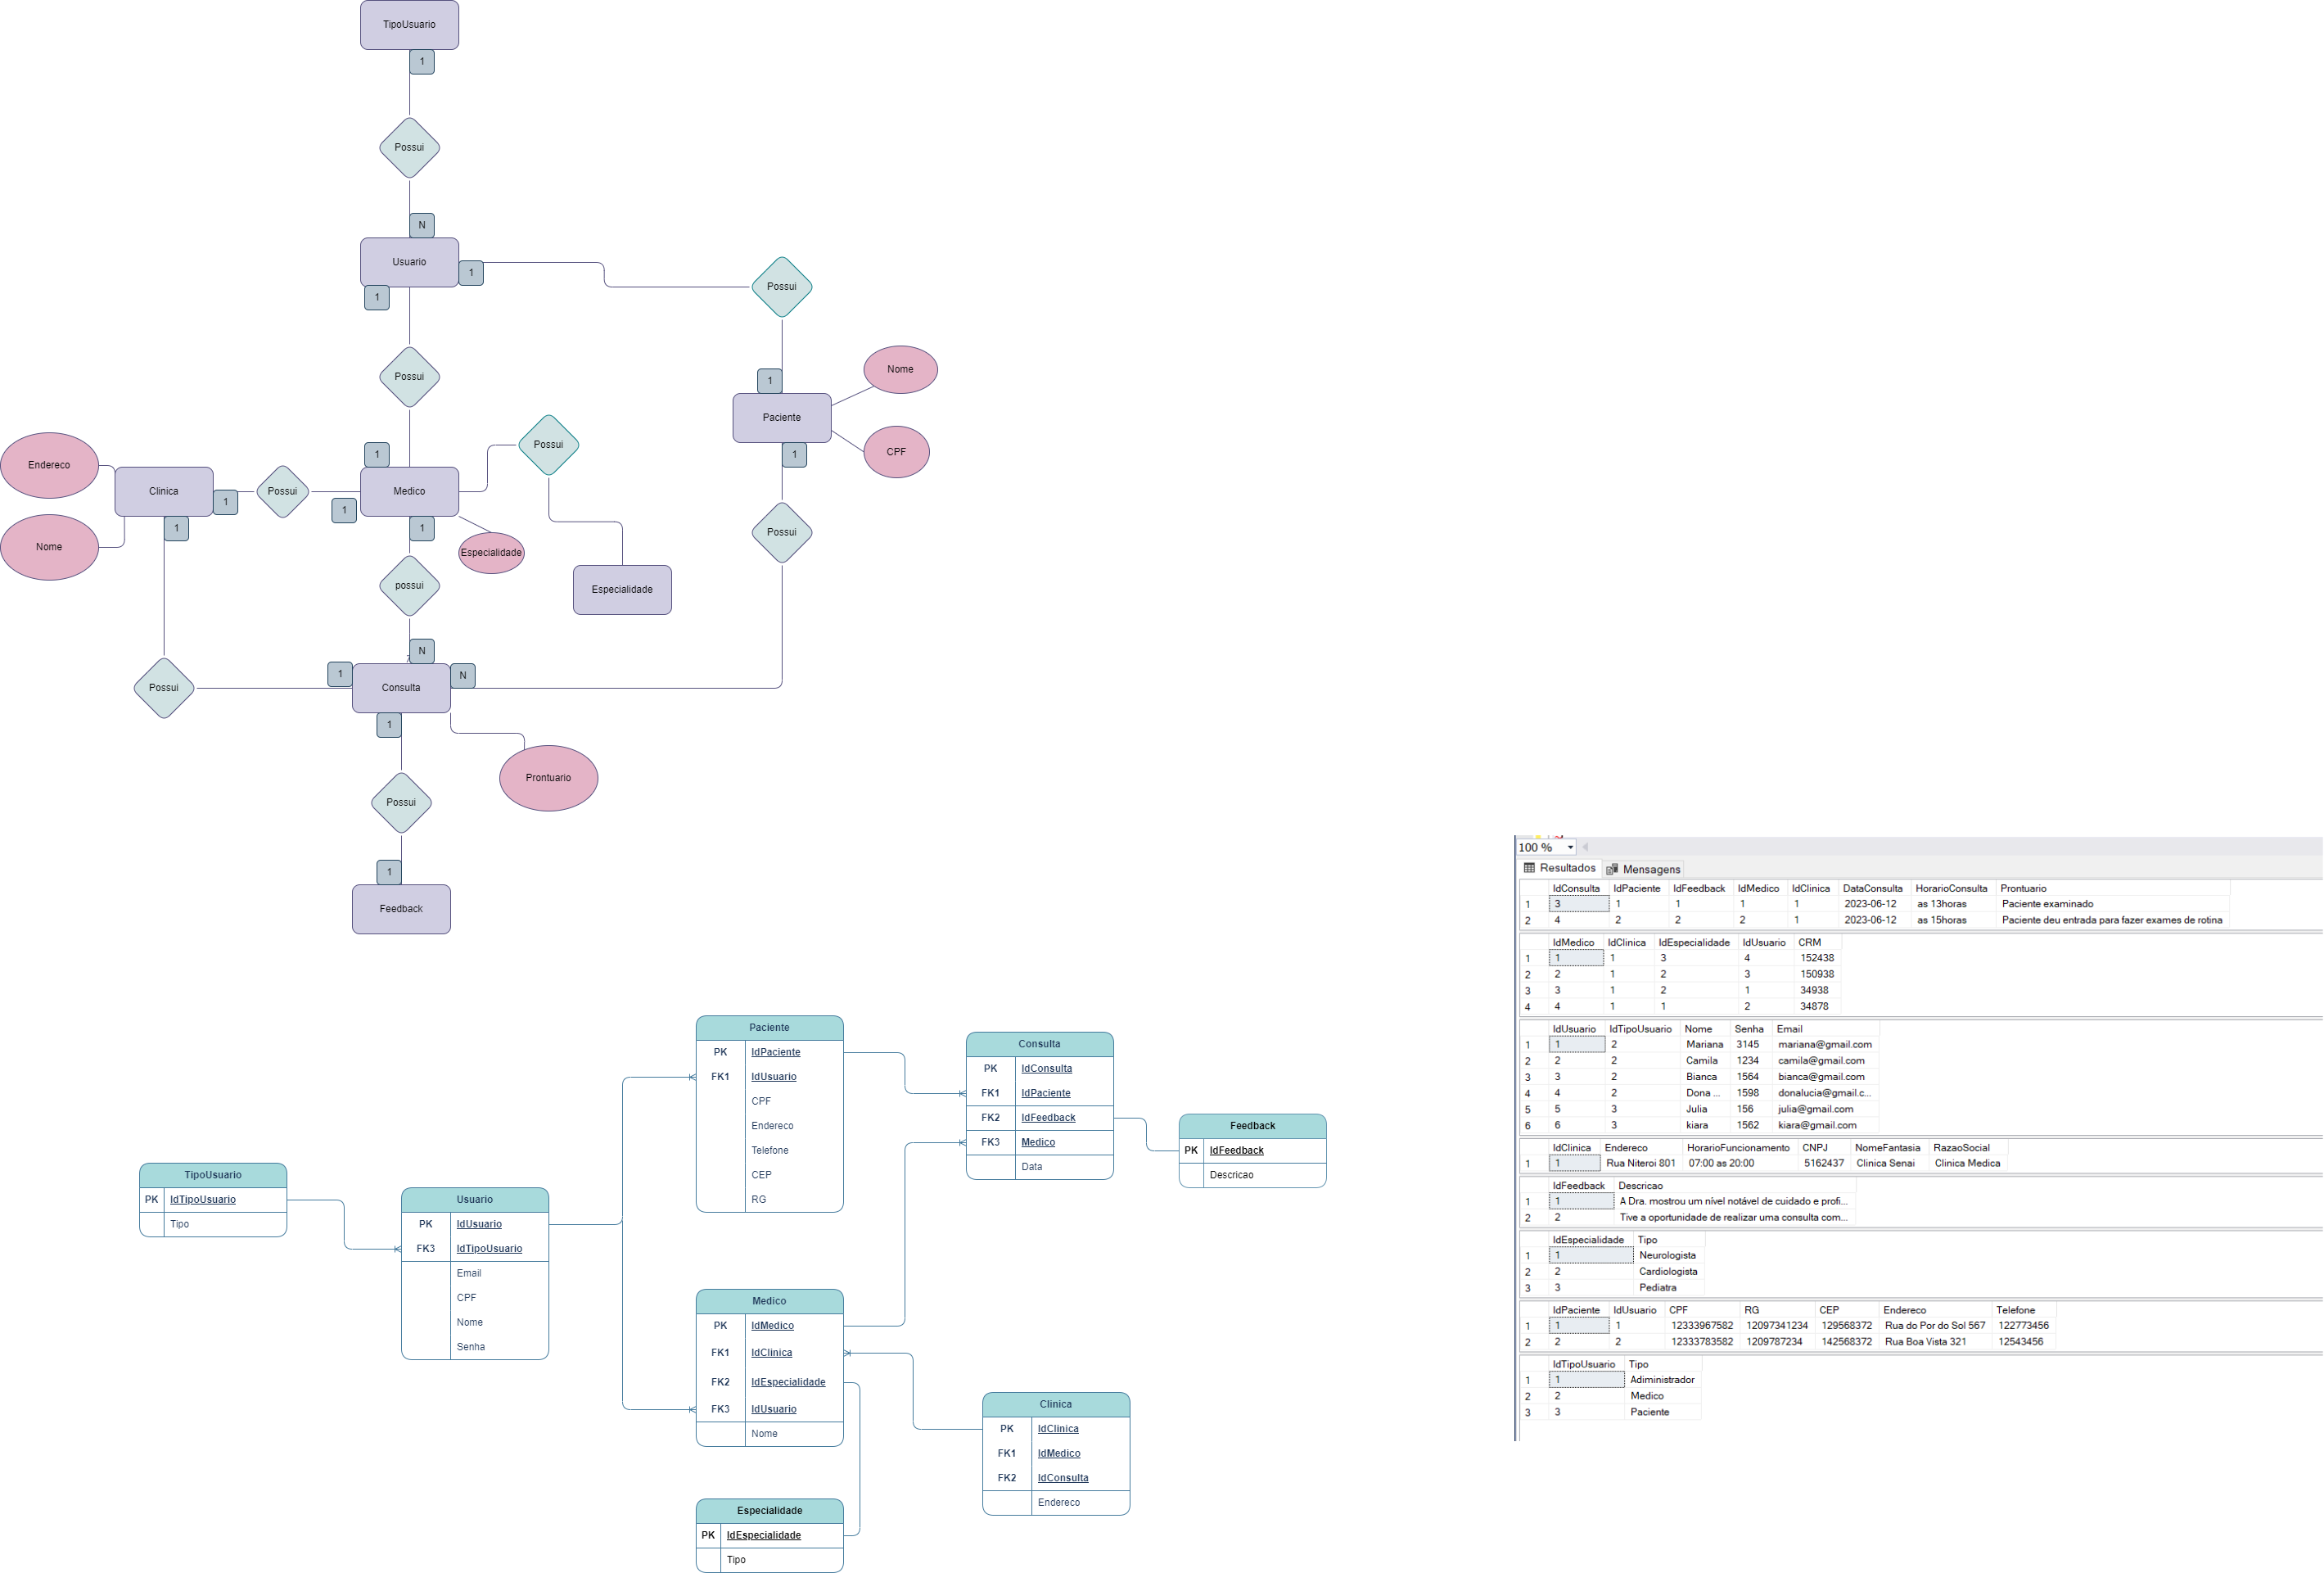 TipoUsuario
1
Possui
N
Usuario
1
1
Possui
Possui
1
Paciente
Nome
CPF
1
1
Possui
Endereco
Clinica
1
Possui
1
Medico
1
1
Nome
Especialidade
Possui
Especialidade
possui
Possui
N
1
Consulta
N
Possui
1
Prontuario
Possui
1
Feedback
Paciente
PK IdPaciente
FK1 IdUsuario
CPF
Endereco
Telefone
CEP
RG
Consulta
PK IdConsulta
FK1 IdPaciente
FK2 IdFeedback
FK3 Medico
Data
Feedback
PK IdFeedback
Descricao
TipoUsuario
PK IdTipoUsuario
Tipo
Usuario
PK IdUsuario
FK3 IdTipoUsuario
Email
CPF
Nome
Senha
Medico
PK IdMedico
FK1 IdClinica
FK2 IdEspecialidade
FK3 IdUsuario
Nome
Clinica
PK IdClinica
FK1 IdMedico
FK2 IdConsulta
Endereco
Especialidade
PK IdEspecialidade
Tipo
100 %
Resultados Mensagens
IdConsulta IdPaciente IdFeedback IdMedico IdClinica DataConsulta HorarioConsulta Prontuario
1 3 1 1 1 1 2023-06-12 as 13horas Paciente examinado
2 4 2 2 2 1 2023-06-12 as 15horas Paciente deu entrada para fazer exames de rotina
IdMedico IdClinica IdEspecialidade IdUsuario CRM
1 1 1 3 4 152438
2 2 1 2 3 150938
3 3 1 2 1 34938
4 4 1 1 2 34878
IdUsuario IdTipoUsuario Nome Senha Email
1 1 2 Mariana 3145 mariana@gmail.com
2 2 2 Camila 1234 camila@gmail.com
3 3 2 Bianca 1564 bianca@gmail.com
4 4 2 Dona ... 1598 donalucia@gmail.c...
5 5 3 Julia 156 julia@gmail.com
6 6 3 kiara 1562 kiara@gmail.com
IdClinica Endereco HorarioFuncionamento CNPJ NomeFantasia RazaoSocial
1 1 Rua Niteroi 801 07:00 as 20:00 5162437 Clinica Senai Clinica Medica
IdFeedback Descricao
1 1 A Dra. mostrou um nível notável de cuidado e profi...
2 2 Tive a oportunidade de realizar uma consulta com...
IdEspecialidade Tipo
1 1 Neurologista
2 2 Cardiologista
3 3 Pediatra
IdPaciente IdUsuario CPF RG CEP Endereco Telefone
1 1 1 12333967582 12097341234 129568372 Rua do Por do Sol 567 122773456
2 2 2 12333783582 1209787234 142568372 Rua Boa Vista 321 12543456
IdTipoUsuario Tipo
1 1 Adiministrador
2 2 Medico
3 3 Paciente